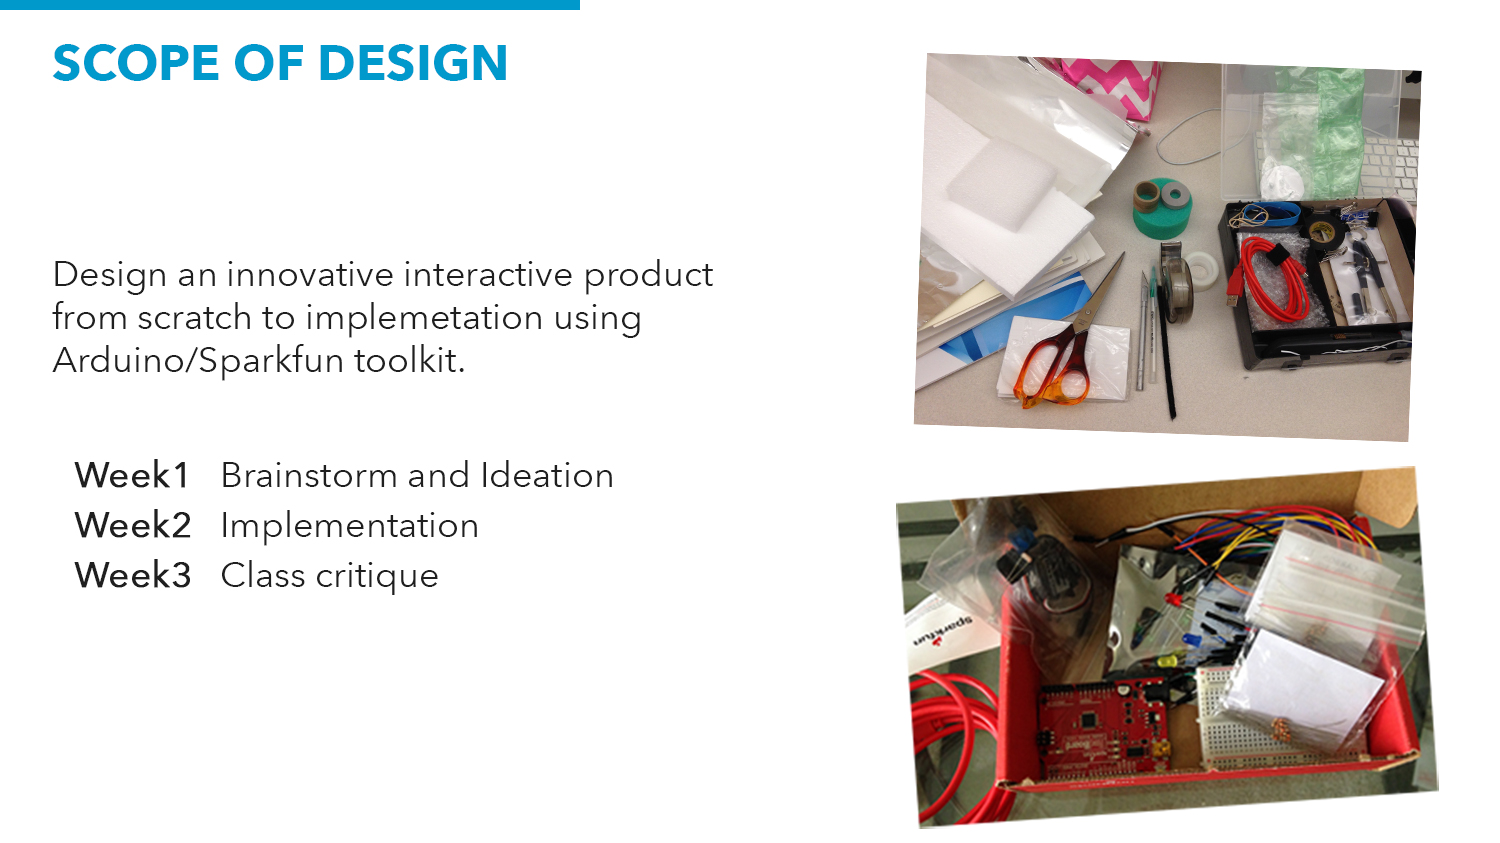 SCOPE OF DESIGN
Design an innovative interactive product
from scratch to implemetation using
Arduino/Sparkfun toolkit.
Week1 Brainstorm and Ideation
Week2 Implementation
Week3 Class critique
sparkfun
RedBoard